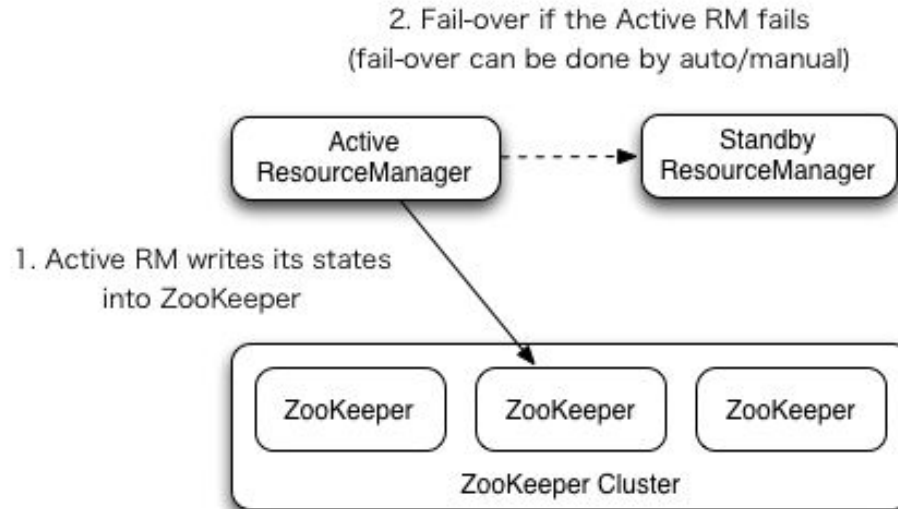 2. Fail-over if the Active RM fails
(fail-over can be done by auto/manual)
Active
ResourceManager
Standby
ResourceManager
1. Active RM writes its states
into ZooKeeper
ZooKeeper
ZooKeeper
ZooKeeper
ZooKeeper Cluster